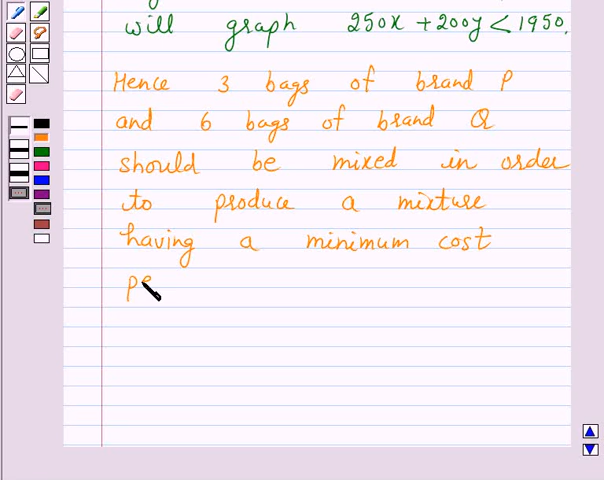 will graph 250x + 200y < 1950.
Hence 3 bags of brand P
and 6 bags of brand Q
should be mixed in order
to produce a mixture
having a minimum cost
pe